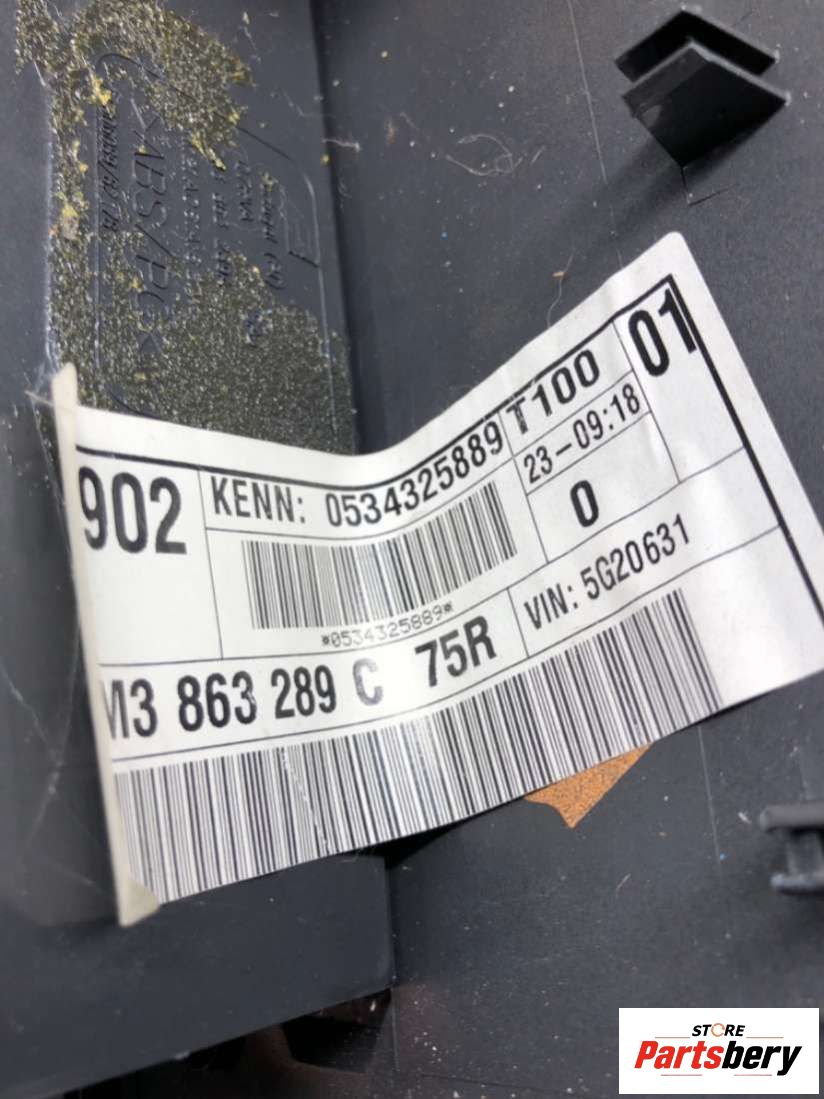 >ABS/PC<
902
KENN: 0534325889
T100
23-09:18
01
0
*0534325889*
M3 863 289 C 75R
VIN: 5G20631
STORE
Partsbery